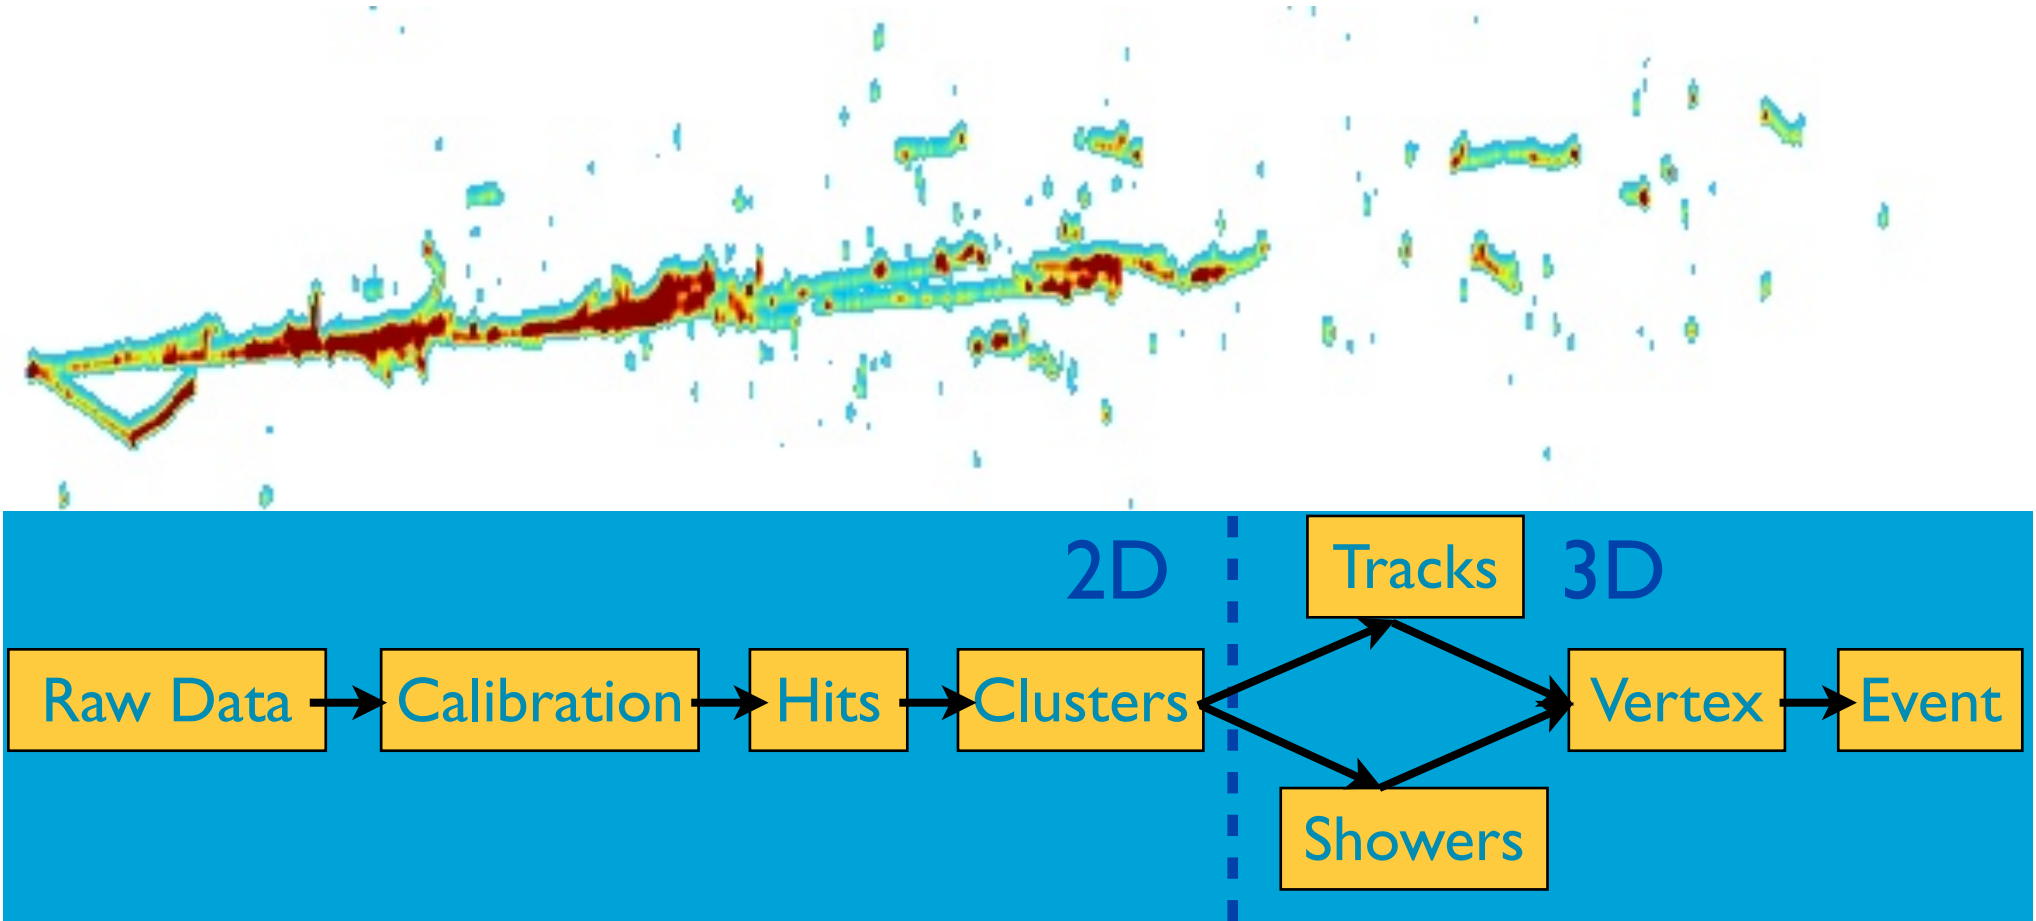 2D
Tracks
3D
Raw Data
Calibration
Hits
Clusters
Vertex
Event
Showers